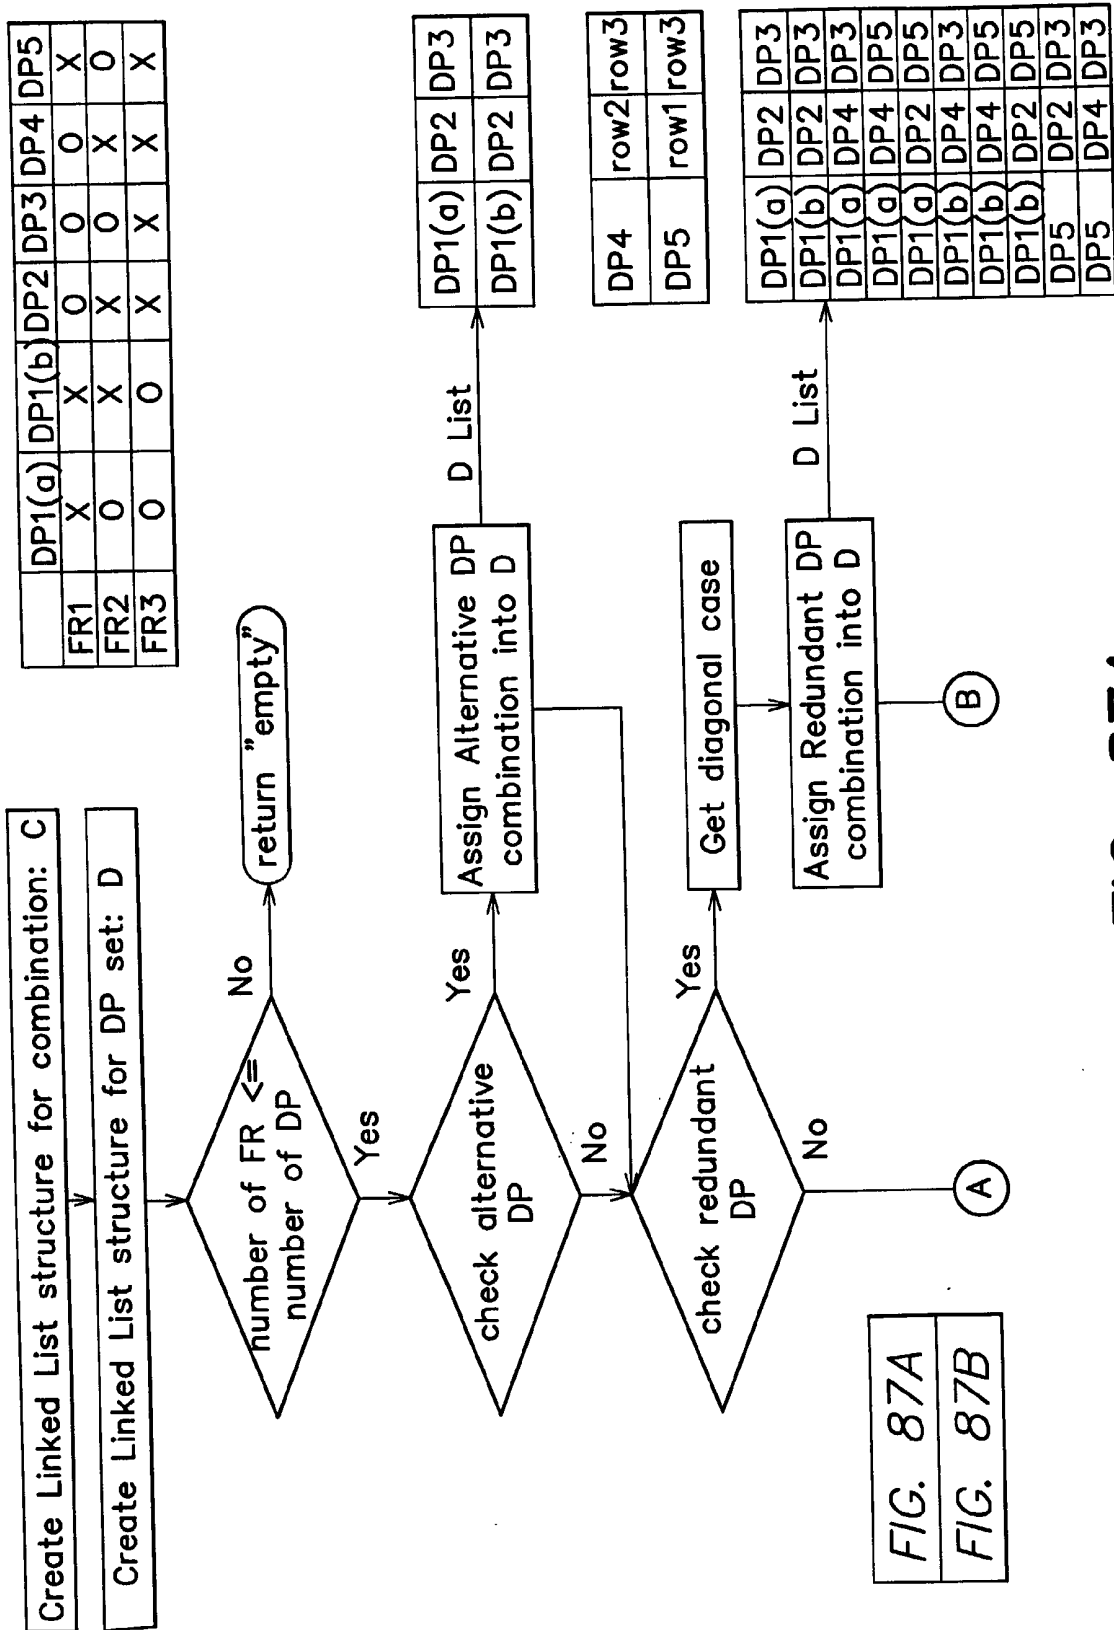 Create Linked List structure for combination: C
Create Linked List structure for DP set: D
number of FR <=
number of DP
No
return "empty"
Yes
check alternative
DP
Yes
Assign Alternative DP
combination into D
D List
No
check redundant
DP
Yes
Get diagonal case
Assign Redundant DP
combination into D
D List
No
A
B
DP1(a) DP1(b) DP2 DP3 DP4 DP5
FR1 X X O O O X
FR2 O X X O X O
FR3 O O X X X X
DP1(a) DP2 DP3
DP1(b) DP2 DP3
DP4 row2 row3
DP5 row1 row3
DP1(a) DP2 DP3
DP1(b) DP2 DP3
DP1(a) DP4 DP3
DP1(a) DP4 DP5
DP1(a) DP2 DP5
DP1(b) DP4 DP3
DP1(b) DP4 DP5
DP1(b) DP2 DP5
DP5 DP2 DP3
DP5 DP4 DP3
FIG. 87A
FIG. 87B